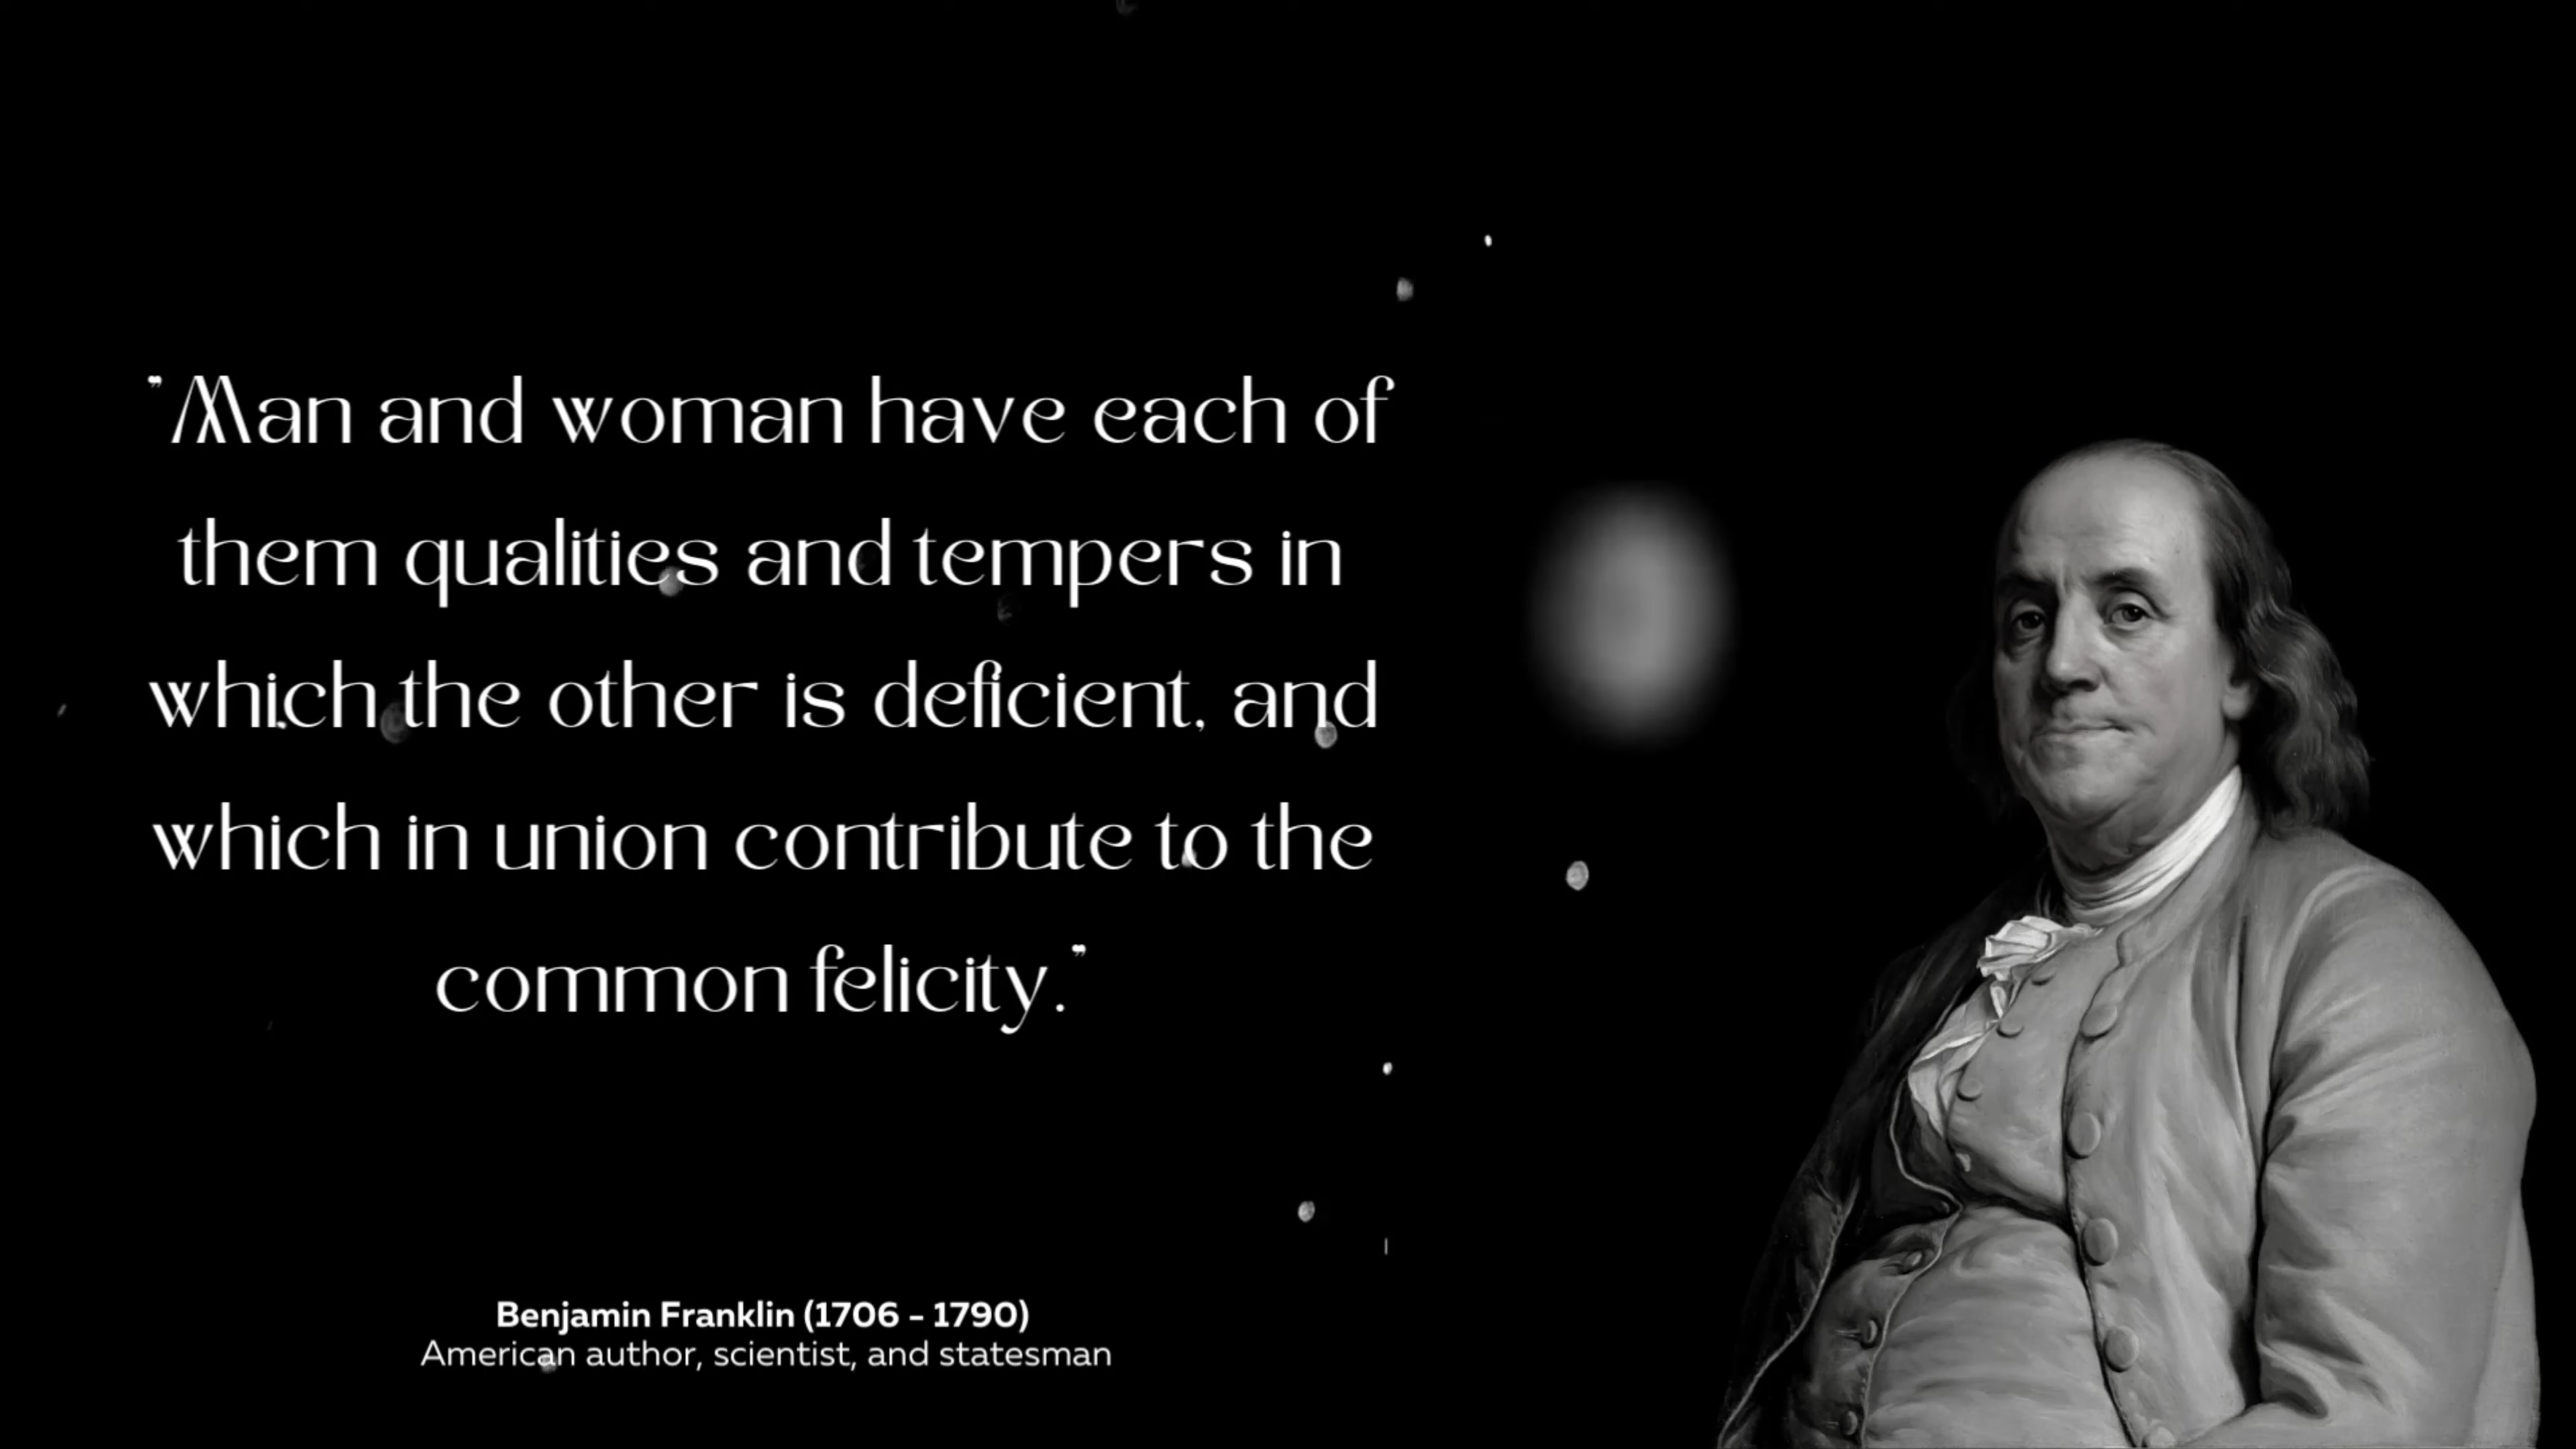 "Man and woman have each of
them qualities and tempers in
which the other is deficient, and
which in union contribute to the
common felicity."
Benjamin Franklin (1706 - 1790)
American author, scientist, and statesman